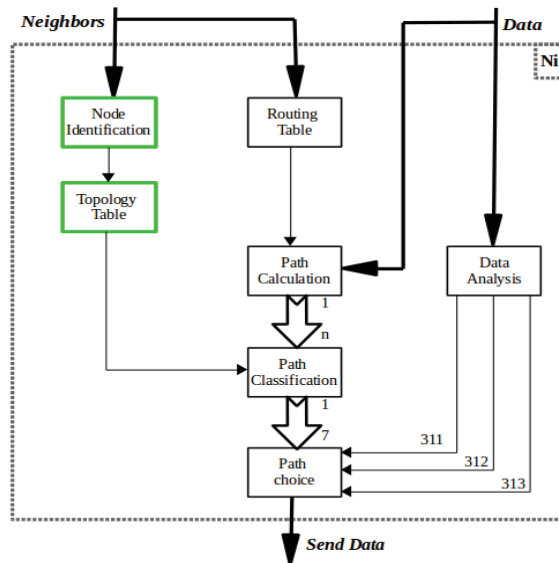 Neighbors
Data
Ni
Node
Identification
Routing
Table
Topology
Table
Path
Calculation
Data
Analysis
1
n
Path
Classification
1
7
311
Path
choice
312
313
Send Data